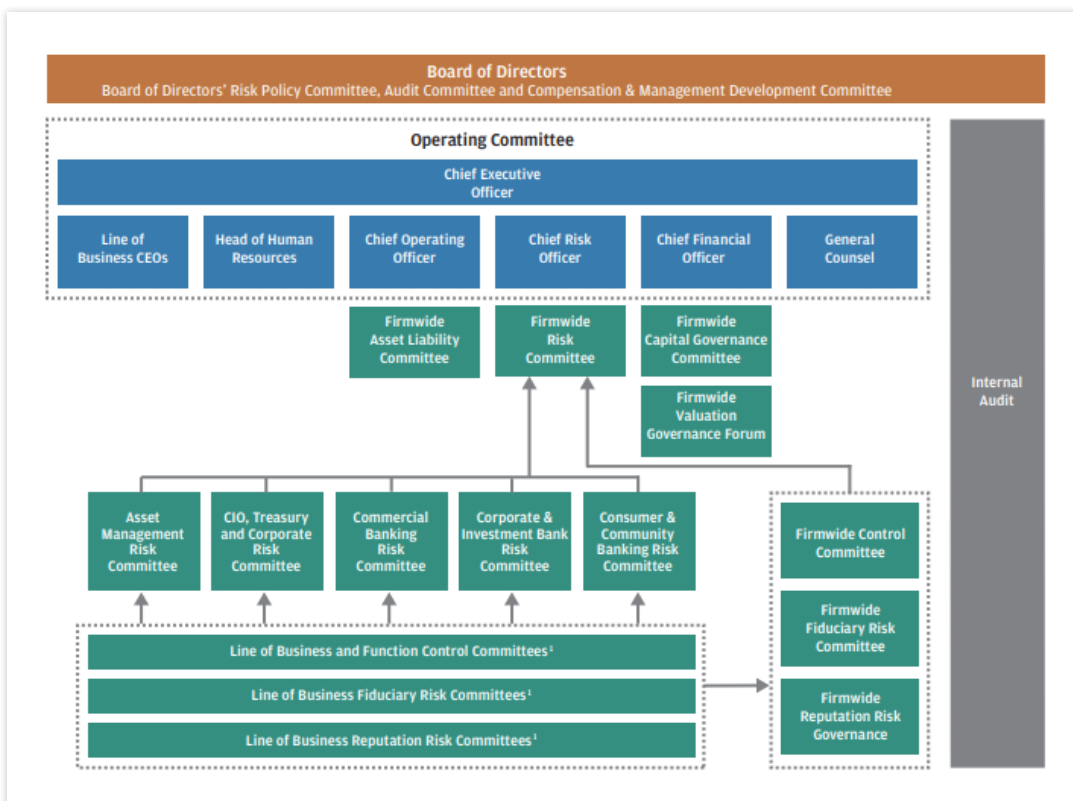 Board of Directors
Board of Directors' Risk Policy Committee, Audit Committee and Compensation & Management Development Committee
Operating Committee
Chief Executive
Officer
Line of
Business CEOs
Head of Human
Resources
Chief Operating
Officer
Chief Risk
Officer
Chief Financial
Officer
General
Counsel
Firmwide
Asset Liability
Committee
Firmwide
Risk
Committee
Firmwide
Capital Governance
Committee
Firmwide
Valuation
Governance Forum
Internal
Audit
Asset
Management
Risk
Committee
CIO, Treasury
and Corporate
Risk
Committee
Commercial
Banking
Risk
Committee
Corporate &
Investment Bank
Risk
Committee
Consumer &
Community
Banking Risk
Committee
Firmwide Control
Committee
Firmwide
Fiduciary Risk
Committee
Firmwide
Reputation Risk
Governance
Line of Business and Function Control Committees¹
Line of Business Fiduciary Risk Committees¹
Line of Business Reputation Risk Committees¹